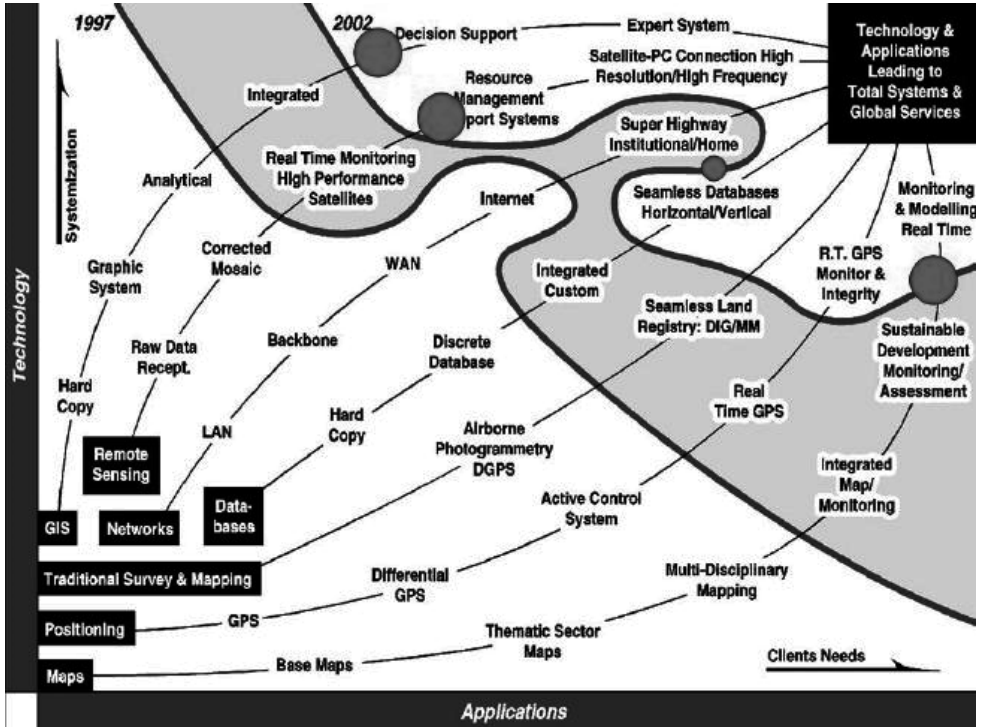 1997
2002
Decision Support
Expert System
Technology &
Applications
Leading to
Total Systems &
Global Services
Satellite-PC Connection High
Resolution/High Frequency
Integrated
Resource
Management
port Systems
Super Highway
Institutional/Home
Real Time Monitoring
High Performance
Satellites
Analytical
Systemization
Internet
Seamless Databases
Horizontal/Vertical
Monitoring
& Modelling
Real Time
Corrected
Mosaic
WAN
Graphic
System
Integrated
Custom
R.T. GPS
Monitor &
Integrity
Seamless Land
Registry: DIG/MM
Technology
Raw Data
Recept.
Backbone
Discrete
Database
Sustainable
Development
Monitoring/
Assessment
Hard
Copy
Real
Time GPS
Hard
Copy
LAN
Airborne
Photogrammetry
DGPS
Remote
Sensing
Integrated
Map/
Monitoring
GIS
Networks
Data-
bases
Active Control
System
Traditional Survey & Mapping
Differential
GPS
Multi-Disciplinary
Mapping
Positioning
GPS
Thematic Sector
Maps
Maps
Base Maps
Clients Needs
Applications